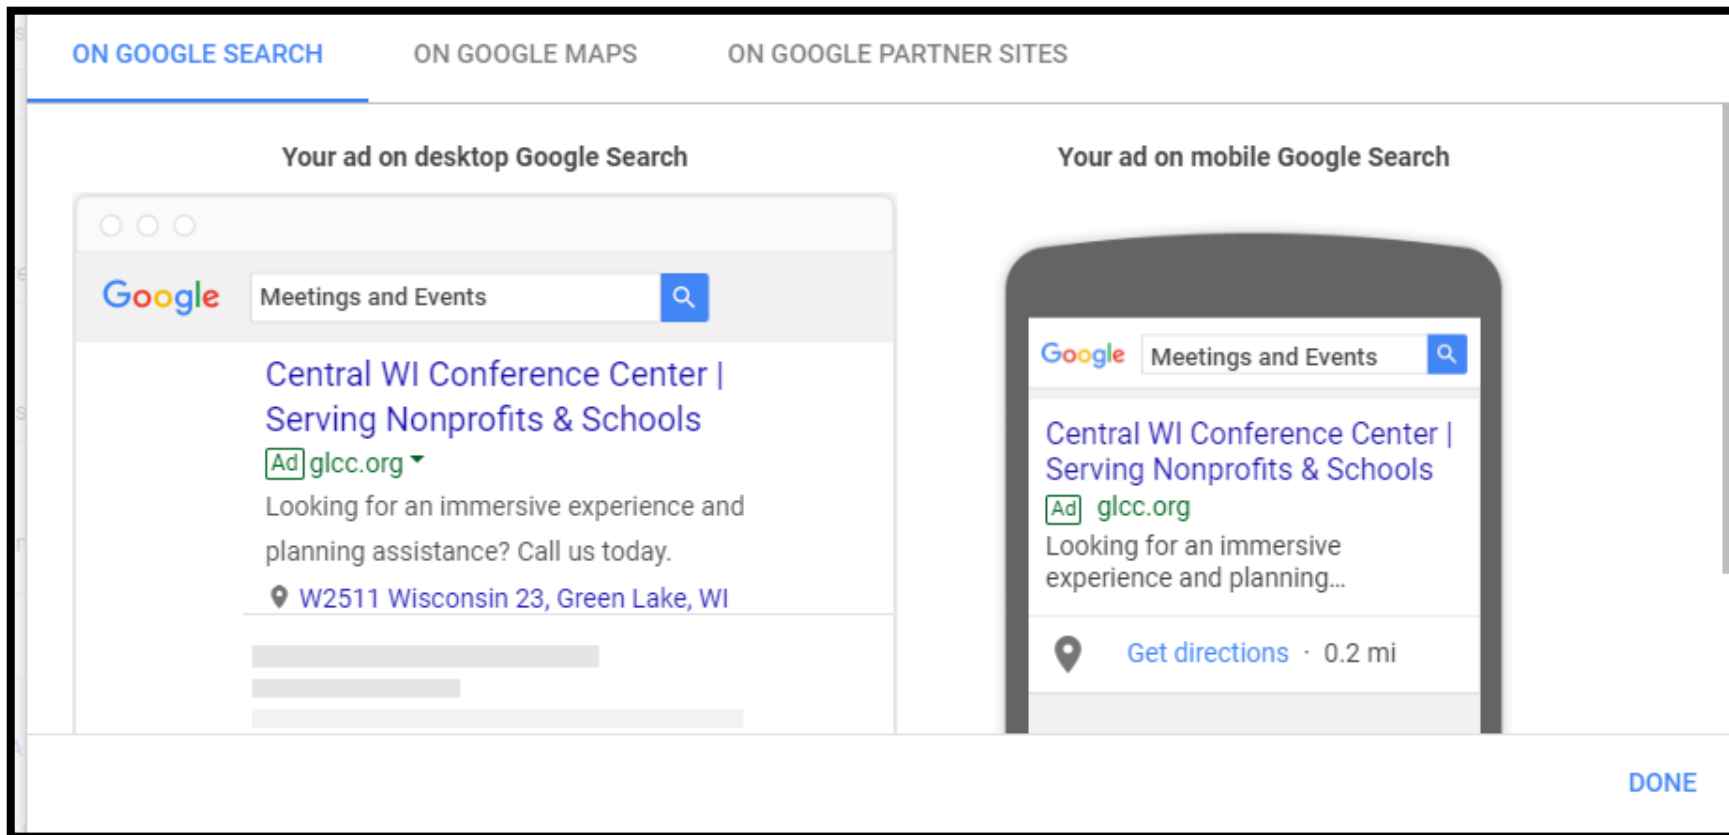 ON GOOGLE SEARCH ON GOOGLE MAPS ON GOOGLE PARTNER SITES
Your ad on desktop Google Search
Google Meetings and Events
Central WI Conference Center |
Serving Nonprofits & Schools
Ad glcc.org
Looking for an immersive experience and
planning assistance? Call us today.
W2511 Wisconsin 23, Green Lake, WI
Your ad on mobile Google Search
Google Meetings and Events
Central WI Conference Center |
Serving Nonprofits & Schools
Ad glcc.org
Looking for an immersive
experience and planning...
Get directions · 0.2 mi
DONE